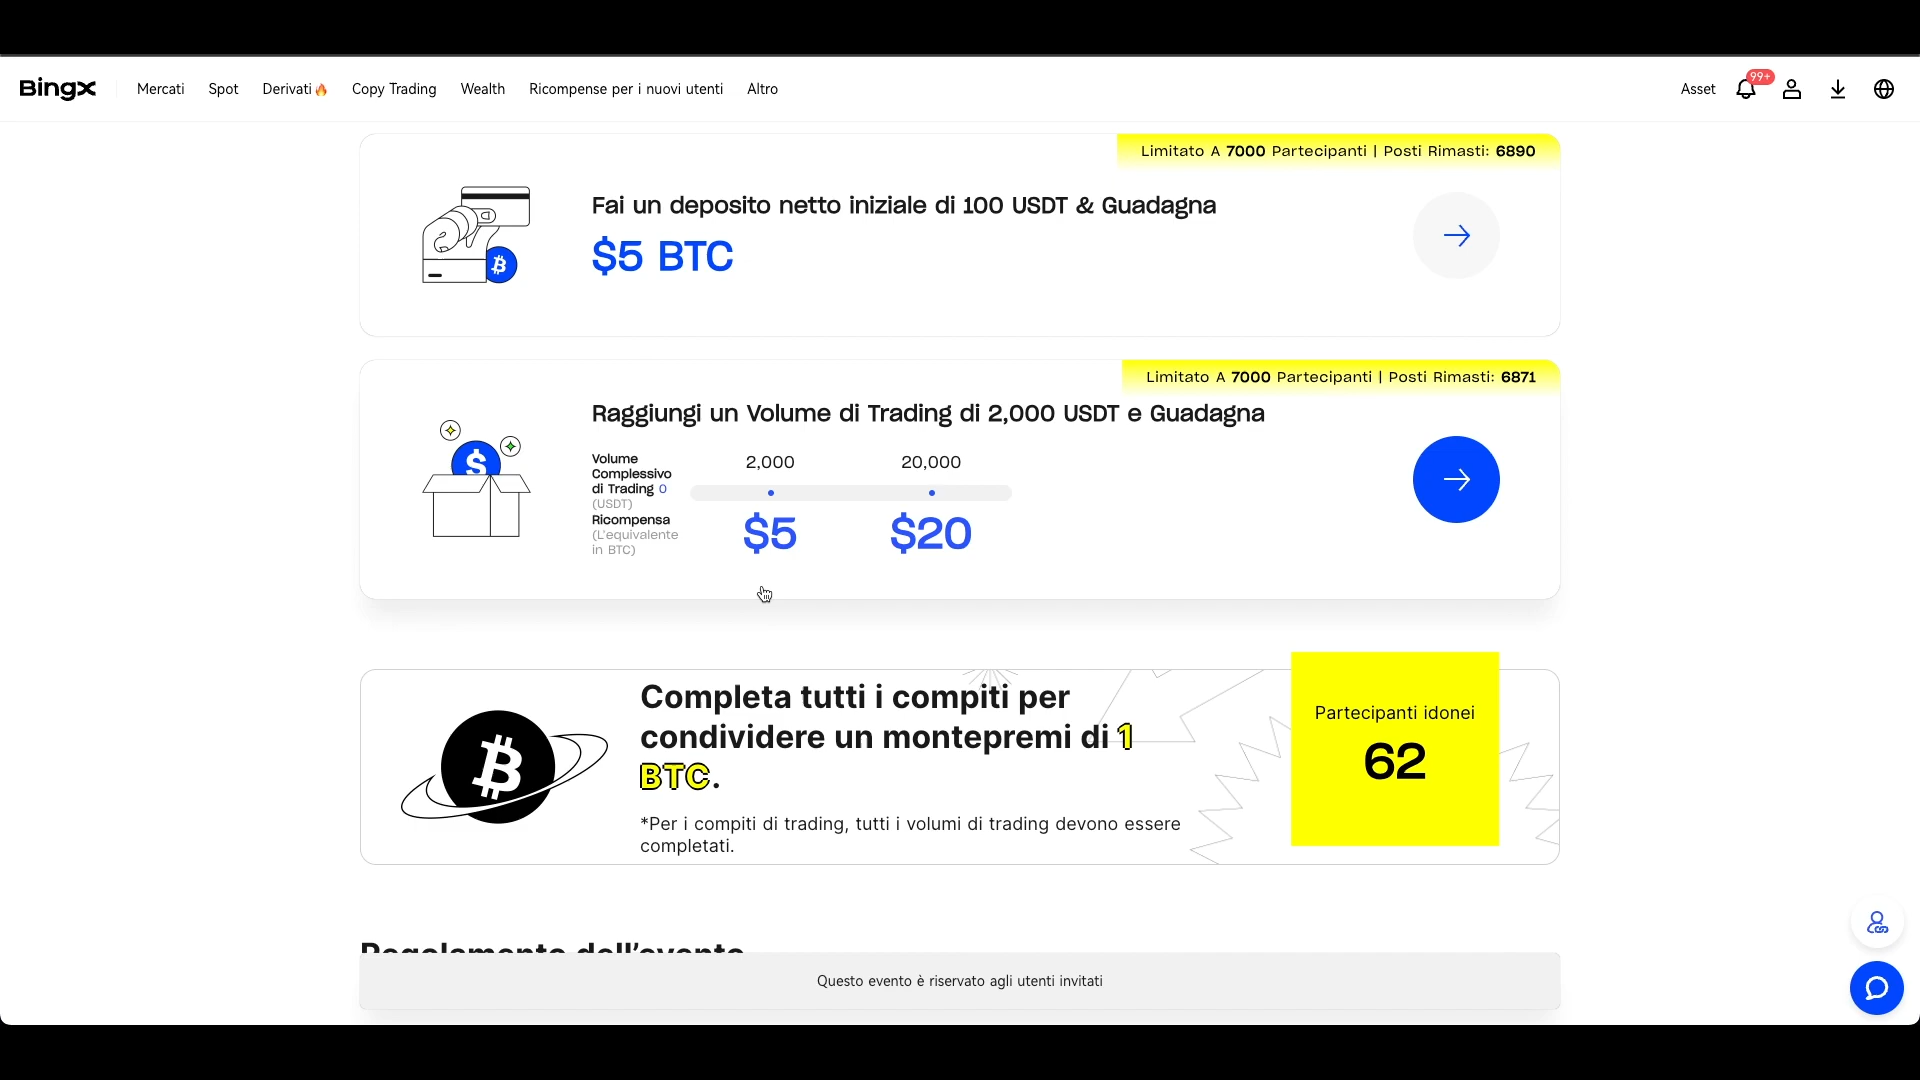 BingX
Mercati
Spot
Derivati
Copy Trading
Wealth
Ricompense per i nuovi utenti
Altro
Asset
99+
Limitato A 7000 Partecipanti | Posti Rimasti: 6890
Fai un deposito netto iniziale di 100 USDT & Guadagna
$5 BTC
Limitato A 7000 Partecipanti | Posti Rimasti: 6871
Raggiungi un Volume di Trading di 2,000 USDT e Guadagna
Volume
Complessivo
di Trading 0
(USDT)
2,000
20,000
Ricompensa
(L'equivalente
in BTC)
$5
$20
Completa tutti i compiti per
condividere un montepremi di 1
BTC.
*Per i compiti di trading, tutti i volumi di trading devono essere
completati.
Partecipanti idonei
62
Regolamento dell'evento
Questo evento è riservato agli utenti invitati